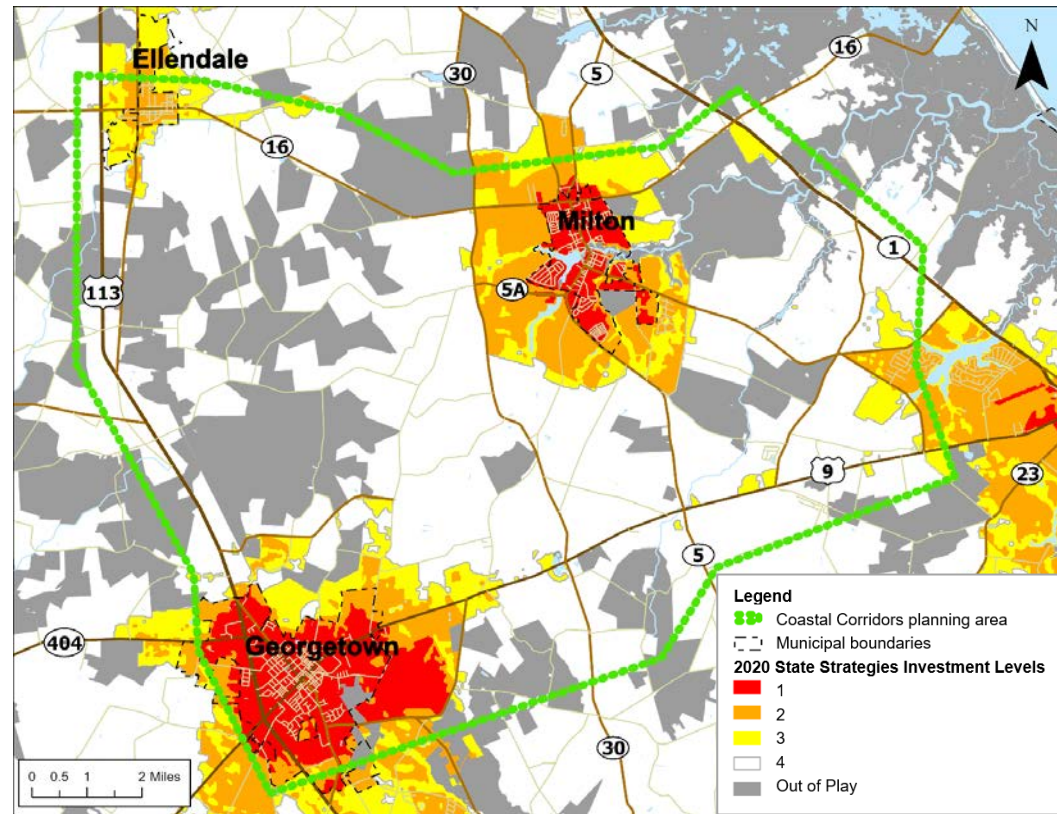 Ellendale
30
5
16
N
16
Milton
1
113
5A
9
23
5
404
Georgetown
30
0 0.5 1 2 Miles
Legend
Coastal Corridors planning area
Municipal boundaries
2020 State Strategies Investment Levels
1
2
3
4
Out of Play